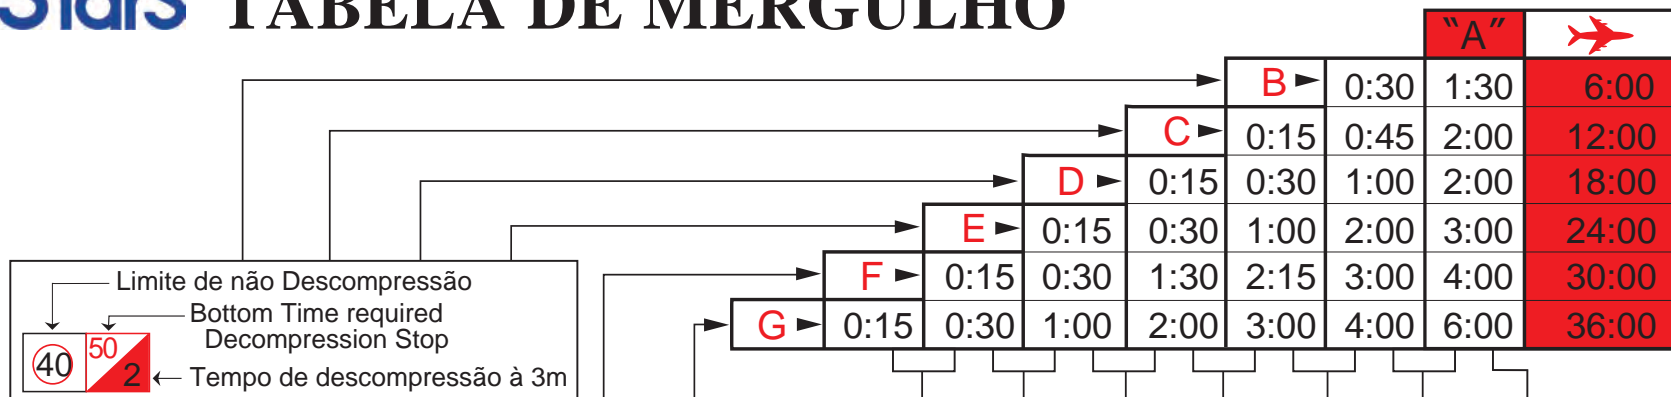 Stars TABELA DE MERGULHO
"A"
B 0:30 1:30 6:00
C 0:15 0:45 2:00 12:00
D 0:15 0:30 1:00 2:00 18:00
E 0:15 0:30 1:00 2:00 3:00 24:00
F 0:15 0:30 1:30 2:15 3:00 4:00 30:00
G 0:15 0:30 1:00 2:00 3:00 4:00 6:00 36:00
Limite de não Descompressão
Bottom Time required
Decompression Stop
40 50 2 Tempo de descompressão à 3m